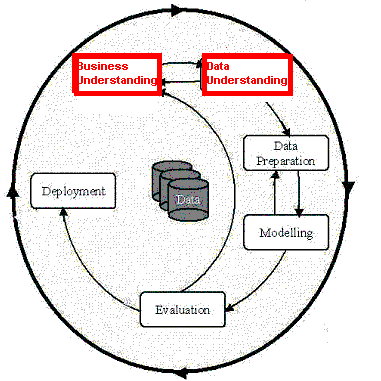 Business
Understanding
Data
Understanding
Data
Preparation
Deployment
Data
Modelling
Evaluation